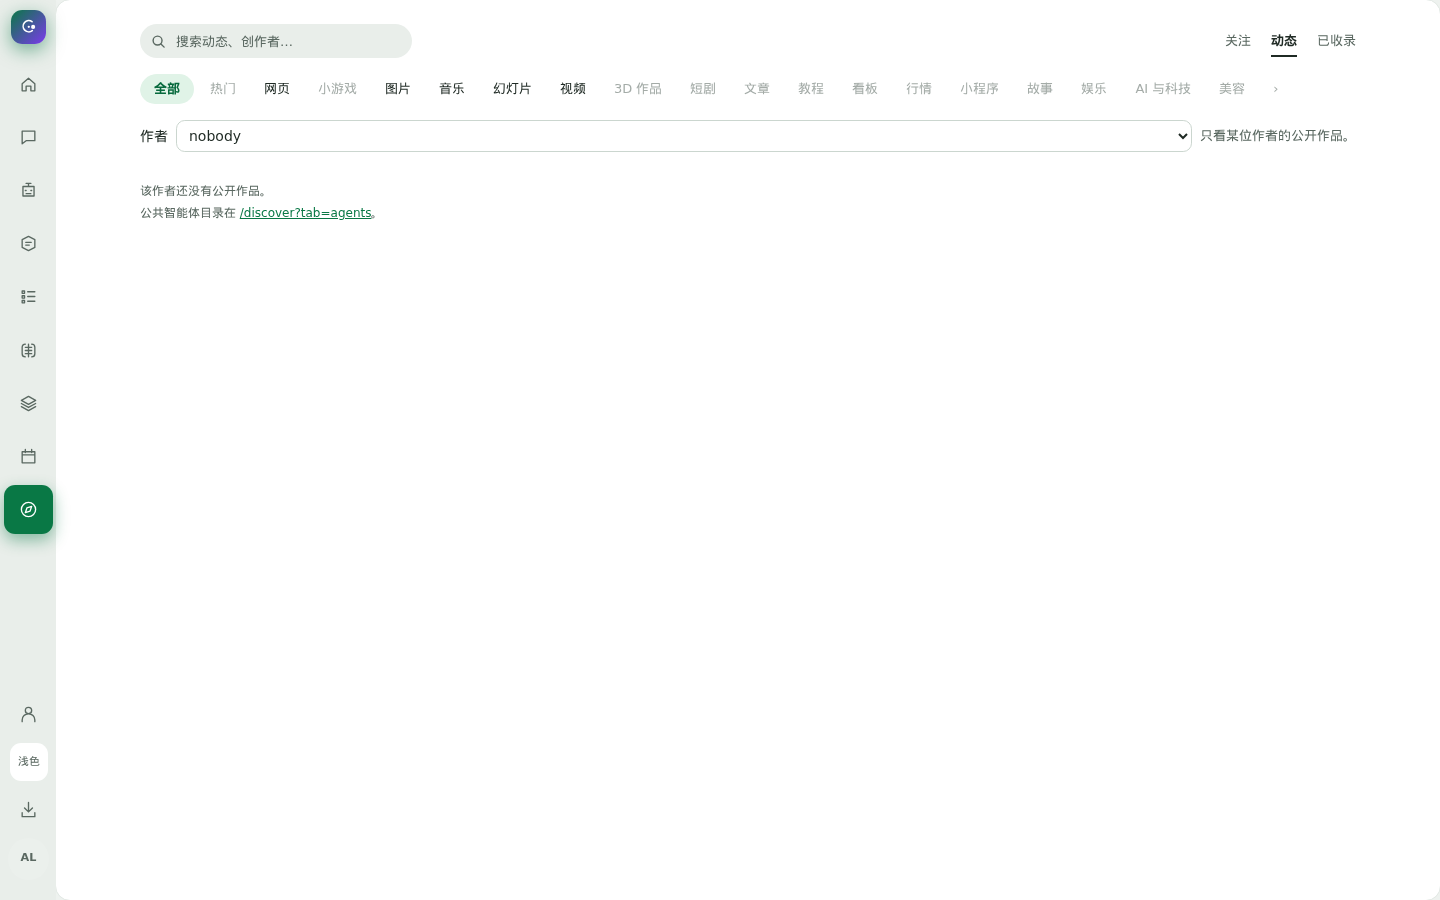 搜索动态、创作者…
关注 动态 已收录
全部 热门 网页 小游戏 图片 音乐 幻灯片 视频 3D 作品 短剧 文章 教程 看板 行情 小程序 故事 娱乐 AI 与科技 美容 ›
作者 nobody 只看某位作者的公开作品。
该作者还没有公开作品。
公共智能体目录在 /discover?tab=agents。
浅色
AL